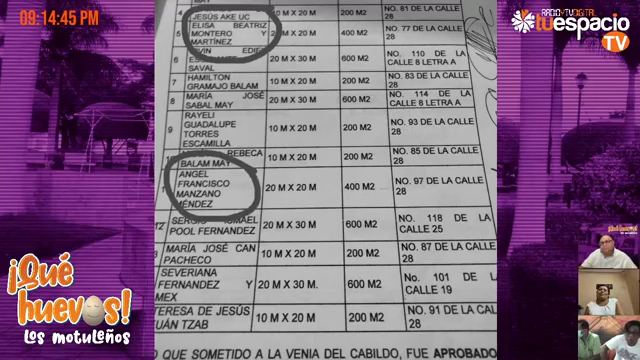 09:14:45 PM
RADIO Y TV DIGITAL
tuespacio
TV
MAY
4 JESÚS AKE UC 10 M X 20 M 200 M2 NO. 81 DE LA CALLE 28
5 ELISA BEATRIZ MONTERO Y MARTÍNEZ 20 M X 20 M 400 M2 NO. 77 DE LA CALLE 28
6 SAVAL 20 M X 30 M 600 M2 NO. 110 DE LA CALLE 8 LETRA A
7 HAMILTON GRAMAJO BALAM 10 M X 20 M 200 M2 NO. 83 DE LA CALLE 28
8 MARÍA JOSÉ SABAL MAY 20 M X 30 M 600 M2 NO. 114 DE LA CALLE 8 LETRA A
9 RAYELI GUADALUPE TORRES ESCAMILLA 10 M X 20 M 200 M2 NO. 93 DE LA CALLE 28
REBECA BALAM MAY 10 M X 20 M 200 M2 NO. 85 DE LA CALLE 28
ANGEL FRANCISCO MANZANO MÉNDEZ 20 M X 20 M 400 M2 NO. 97 DE LA CALLE 28
POOL FERNANDEZ 20 M X 30 M 600 M2 NO. 118 DE LA CALLE 25
MARÍA JOSÉ CAN PACHECO 10 M X 20 M 200 M2 NO. 87 DE LA CALLE 28
SEVERIANA FERNANDEZ Y 20 M X 30 M. 600 M2 No. 101 DE LA CALLE 19
TERESA DE JESÚS TZAB 10 M X 20 M 200 M2 NO. 91 DE LA CALLE 28
QUE SOMETIDO A LA VENIA DEL CABILDO, FUE APROBADO
¡Qué
huevos!
Los motuleños